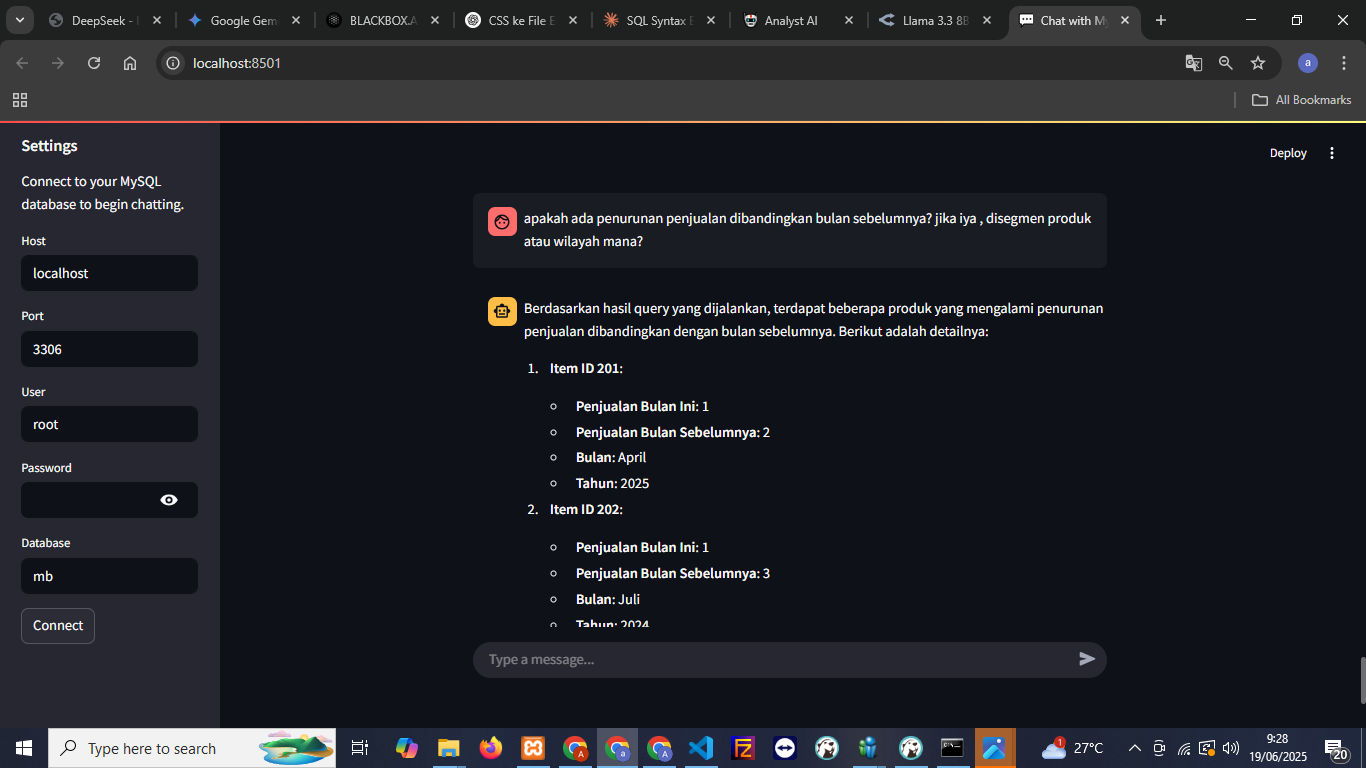 DeepSeek - I
Google Gem
BLACKBOX.A
CSS ke File E
SQL Syntax E
Analyst AI
Llama 3.3 8B
Chat with My
localhost:8501
a
All Bookmarks
Settings
Connect to your MySQL
database to begin chatting.
Host
localhost
Port
3306
User
root
Password
Database
mb
Connect
Deploy
apakah ada penurunan penjualan dibandingkan bulan sebelumnya? jika iya , disegmen produk
atau wilayah mana?
Berdasarkan hasil query yang dijalankan, terdapat beberapa produk yang mengalami penurunan
penjualan dibandingkan dengan bulan sebelumnya. Berikut adalah detailnya:
1. Item ID 201:
Penjualan Bulan Ini: 1
Penjualan Bulan Sebelumnya: 2
Bulan: April
Tahun: 2025
2. Item ID 202:
Penjualan Bulan Ini: 1
Penjualan Bulan Sebelumnya: 3
Bulan: Juli
Tahun: 2024
Type a message...
Type here to search
27°C
9:28
19/06/2025
20